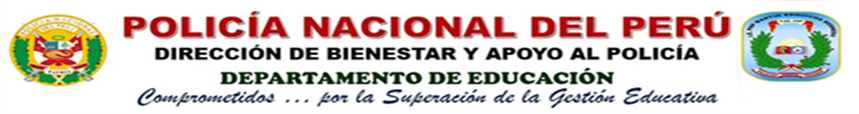 POLICÍA NACIONAL DEL PERÚ
DIRECCIÓN DE BIENESTAR Y APOYO AL POLICÍA
DEPARTAMENTO DE EDUCACIÓN
Comprometidos ... por la Superación de la Gestión Educativa